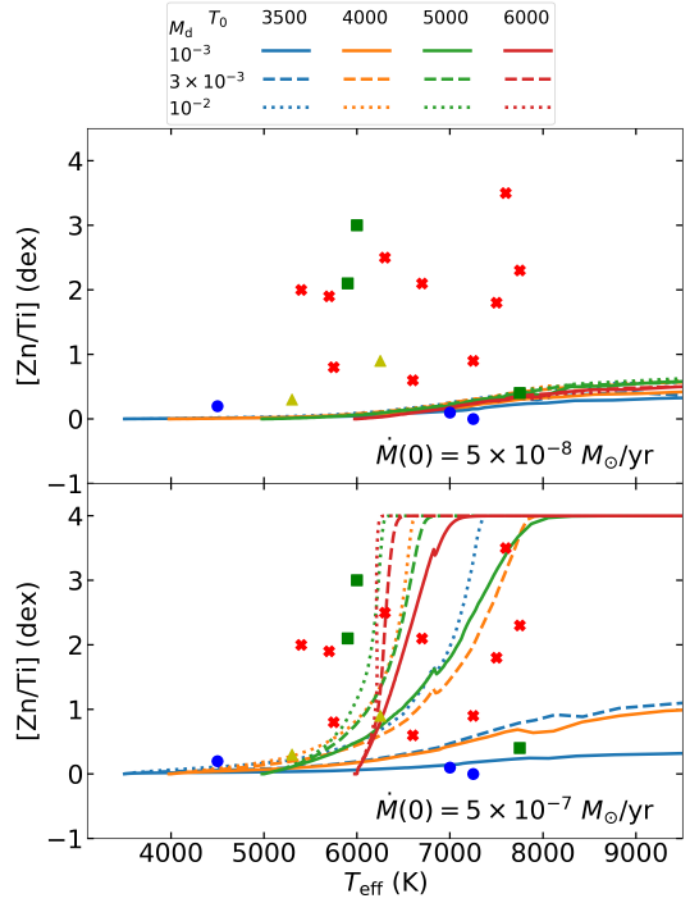 M_d T_0 3500 4000 5000 6000
10^{-3}
3 × 10^{-3}
10^{-2}
4
3
2
1
0
−1
[Zn/Ti] (dex)
Ṁ(0) = 5 × 10^{-8} M_⊙/yr
4
3
2
1
0
−1
[Zn/Ti] (dex)
Ṁ(0) = 5 × 10^{-7} M_⊙/yr
4000 5000 6000 7000 8000 9000
T_eff (K)